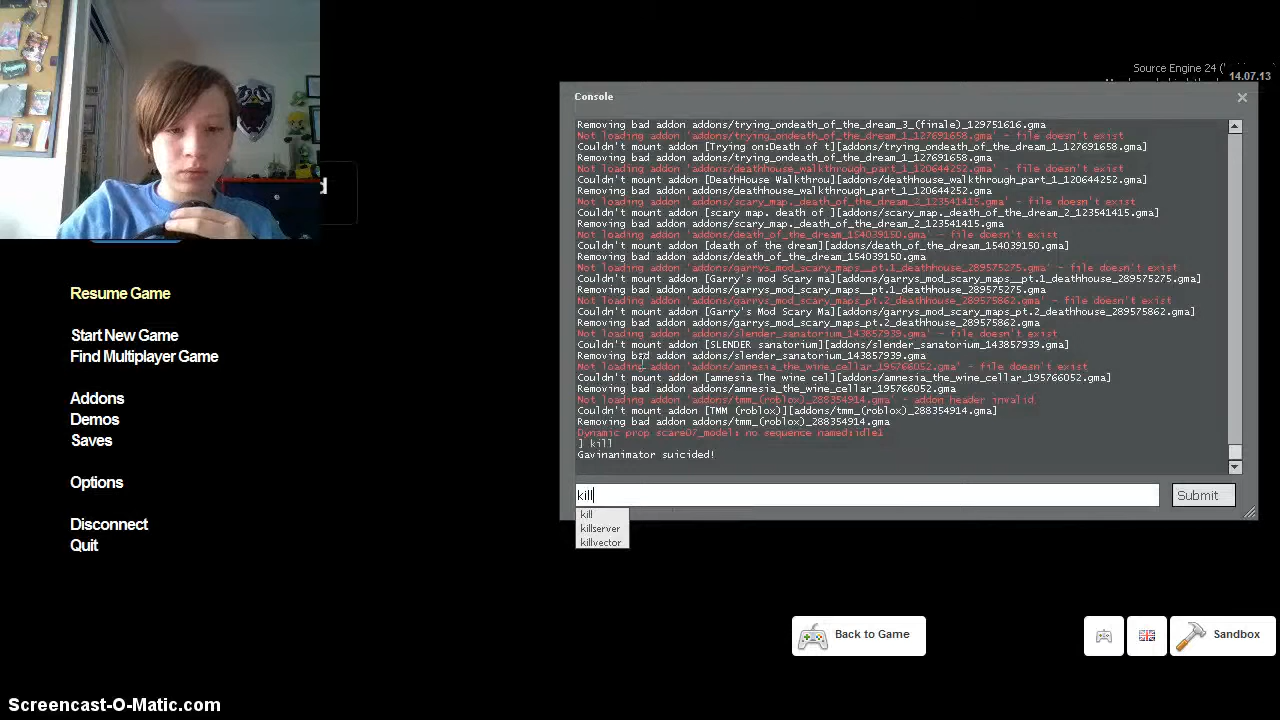 Source Engine 24 ('
14.07.13
Console
Removing bad addon addons/trying_ondeath_of_the_dream_3_(finale)_129751616.gma
Not loading addon 'addons/trying_ondeath_of_the_dream_1_127691658.gma' - file doesn't exist
Couldn't mount addon [Trying on:Death of t][addons/trying_ondeath_of_the_dream_1_127691658.gma]
Removing bad addon addons/trying_ondeath_of_the_dream_1_127691658.gma
Not loading addon 'addons/deathhouse_walkthrough_part_1_120644252.gma' - file doesn't exist
Couldn't mount addon [DeathHouse Walkthrou][addons/deathhouse_walkthrough_part_1_120644252.gma]
Removing bad addon addons/deathhouse_walkthrough_part_1_120644252.gma
Not loading addon 'addons/scary_map._death_of_the_dream_2_123541415.gma' - file doesn't exist
Couldn't mount addon [scary map. death of ][addons/scary_map._death_of_the_dream_2_123541415.gma]
Removing bad addon addons/scary_map._death_of_the_dream_2_123541415.gma
Not loading addon 'addons/death_of_the_dream_154039150.gma' - file doesn't exist
Couldn't mount addon [death of the dream][addons/death_of_the_dream_154039150.gma]
Removing bad addon addons/death_of_the_dream_154039150.gma
Not loading addon 'addons/garrys_mod_scary_maps__pt.1_deathhouse_289575275.gma' - file doesn't exist
Couldn't mount addon [Garry's mod Scary ma][addons/garrys_mod_scary_maps__pt.1_deathhouse_289575275.gma]
Removing bad addon addons/garrys_mod_scary_maps__pt.1_deathhouse_289575275.gma
Not loading addon 'addons/garrys_mod_scary_maps_pt.2_deathhouse_289575862.gma' - file doesn't exist
Couldn't mount addon [Garry's Mod Scary Ma][addons/garrys_mod_scary_maps_pt.2_deathhouse_289575862.gma]
Removing bad addon addons/garrys_mod_scary_maps_pt.2_deathhouse_289575862.gma
Not loading addon 'addons/slender_sanatorium_143857939.gma' - file doesn't exist
Couldn't mount addon [SLENDER sanatorium][addons/slender_sanatorium_143857939.gma]
Removing bad addon addons/slender_sanatorium_143857939.gma
Not loading addon 'addons/amnesia_the_wine_cellar_195766052.gma' - file doesn't exist
Couldn't mount addon [amnesia The wine cel][addons/amnesia_the_wine_cellar_195766052.gma]
Removing bad addon addons/amnesia_the_wine_cellar_195766052.gma
Not loading addon 'addons/tmm_(roblox)_288354914.gma' - addon header invalid
Couldn't mount addon [TMM (roblox)][addons/tmm_(roblox)_288354914.gma]
Removing bad addon addons/tmm_(roblox)_288354914.gma
Dynamic prop scare07_model: no sequence named:idle1
] kill
Gavinanimator suicided!
kill
Submit
kill
killserver
killvector
d
Resume Game
Start New Game
Find Multiplayer Game
Addons
Demos
Saves
Options
Disconnect
Quit
Back to Game
Sandbox
Screencast-O-Matic.com